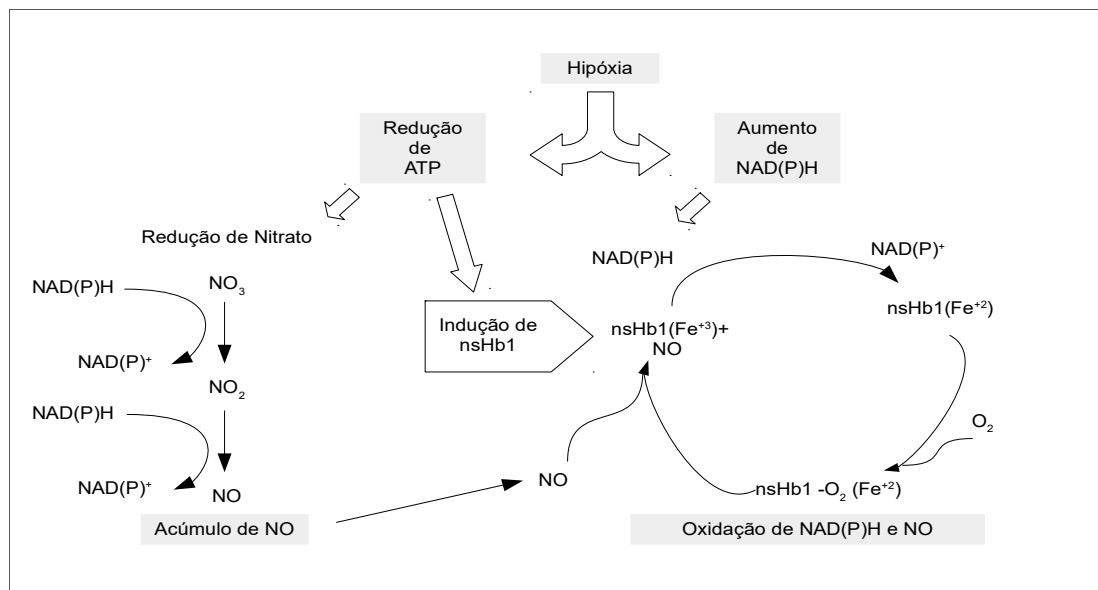 Hipóxia
Redução
de
ATP
Aumento
de
NAD(P)H
Redução de Nitrato
NAD(P)H
NO₃
NAD(P)⁺
NO₂
NAD(P)H
NAD(P)⁺
NO
Acúmulo de NO
Indução de
nsHb1
NAD(P)H
NAD(P)⁺
nsHb1(Fe⁺²)
nsHb1(Fe⁺³)+
NO
O₂
NO
nsHb1 -O₂ (Fe⁺²)
Oxidação de NAD(P)H e NO